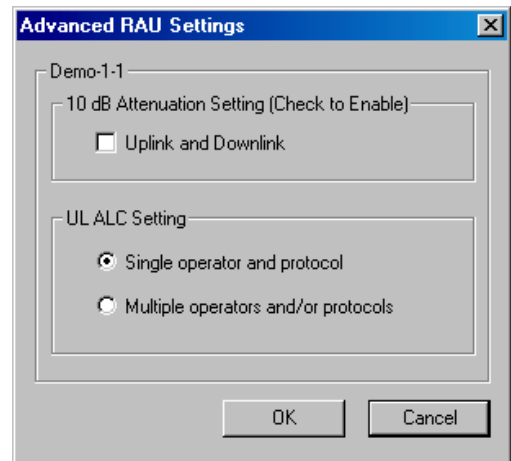 Advanced RAU Settings
Demo-1-1
10 dB Attenuation Setting (Check to Enable)
Uplink and Downlink
UL ALC Setting
Single operator and protocol
Multiple operators and/or protocols
OK Cancel